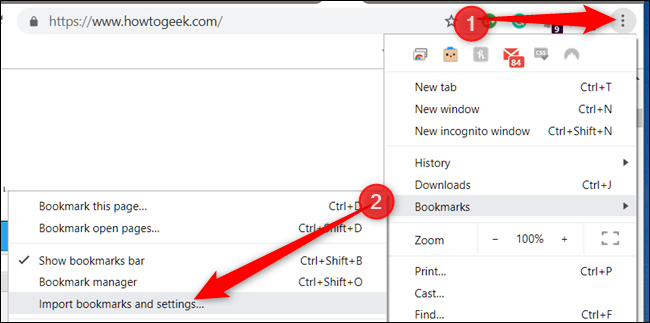 https://www.howtogeek.com/
1
9
84
CSS
New tab Ctrl+T
New window Ctrl+N
New incognito window Ctrl+Shift+N
History
Downloads Ctrl+J
Bookmarks
2
Zoom - 100% +
Print... Ctrl+P
Cast...
Find... Ctrl+F
Bookmark this page... Ctrl+D
Bookmark open pages... Ctrl+Shift+D
Show bookmarks bar Ctrl+Shift+B
Bookmark manager Ctrl+Shift+O
Import bookmarks and settings...